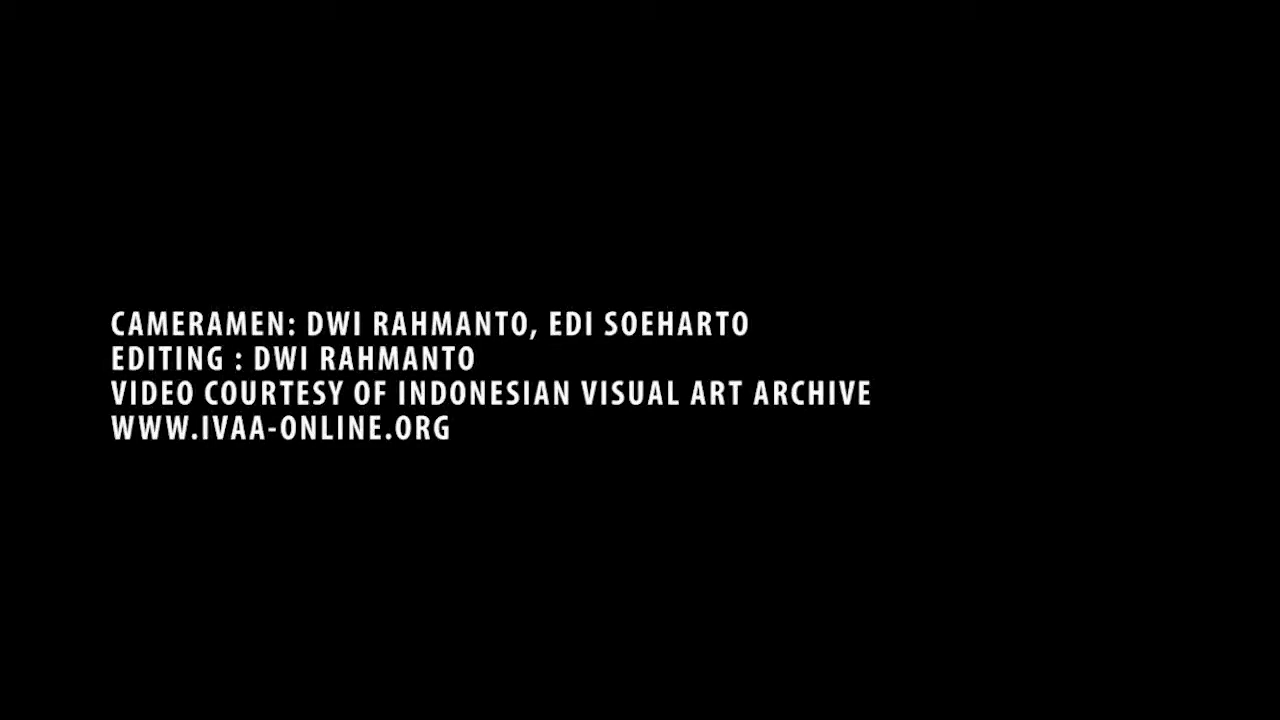 CAMERAMEN: DWI RAHMANTO, EDI SOEHARTO
EDITING : DWI RAHMANTO
VIDEO COURTESY OF INDONESIAN VISUAL ART ARCHIVE
WWW.IVAA-ONLINE.ORG